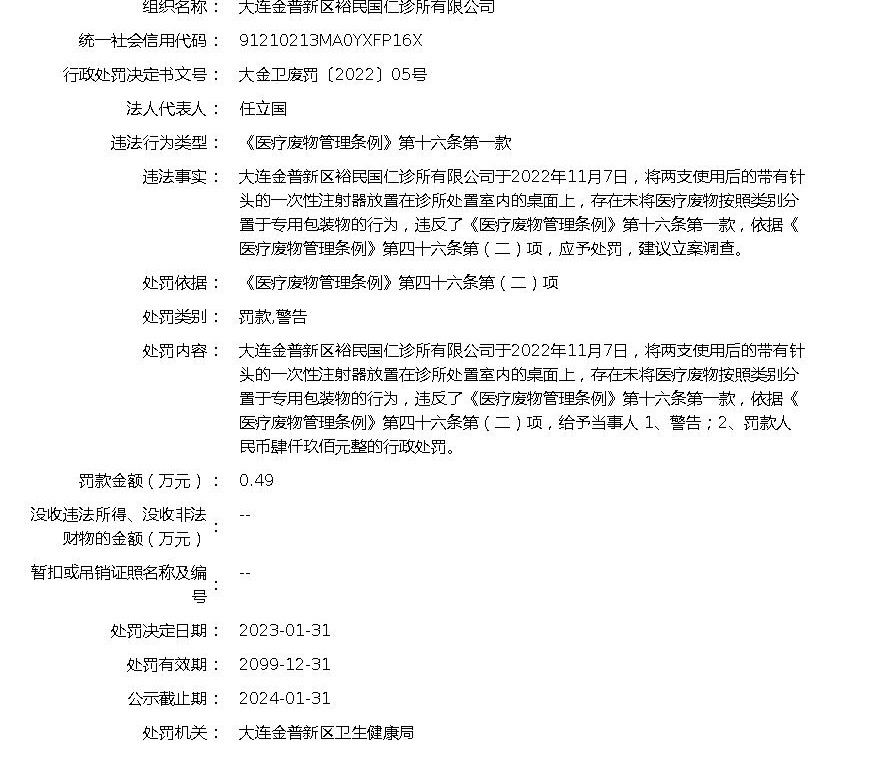 组织名称： 大连金普新区裕民国仁诊所有限公司
统一社会信用代码： 91210213MA0YXFP16X
行政处罚决定书文号： 大金卫废罚〔2022〕05号
法人代表人： 任立国
违法行为类型： 《医疗废物管理条例》第十六条第一款
违法事实： 大连金普新区裕民国仁诊所有限公司于2022年11月7日，将两支使用后的带有针
头的一次性注射器放置在诊所处置室内的桌面上，存在未将医疗废物按照类别分
置于专用包装物的行为，违反了《医疗废物管理条例》第十六条第一款，依据《
医疗废物管理条例》第四十六条第（二）项，应予处罚，建议立案调查。
处罚依据： 《医疗废物管理条例》第四十六条第（二）项
处罚类别： 罚款,警告
处罚内容： 大连金普新区裕民国仁诊所有限公司于2022年11月7日，将两支使用后的带有针
头的一次性注射器放置在诊所处置室内的桌面上，存在未将医疗废物按照类别分
置于专用包装物的行为，违反了《医疗废物管理条例》第十六条第一款，依据《
医疗废物管理条例》第四十六条第（二）项，给予当事人 1、警告；2、罚款人
民币肆仟玖佰元整的行政处罚。
罚款金额（万元）： 0.49
没收违法所得、没收非法
财物的金额（万元）： --
暂扣或吊销证照名称及编
号： --
处罚决定日期： 2023-01-31
处罚有效期： 2099-12-31
公示截止期： 2024-01-31
处罚机关： 大连金普新区卫生健康局